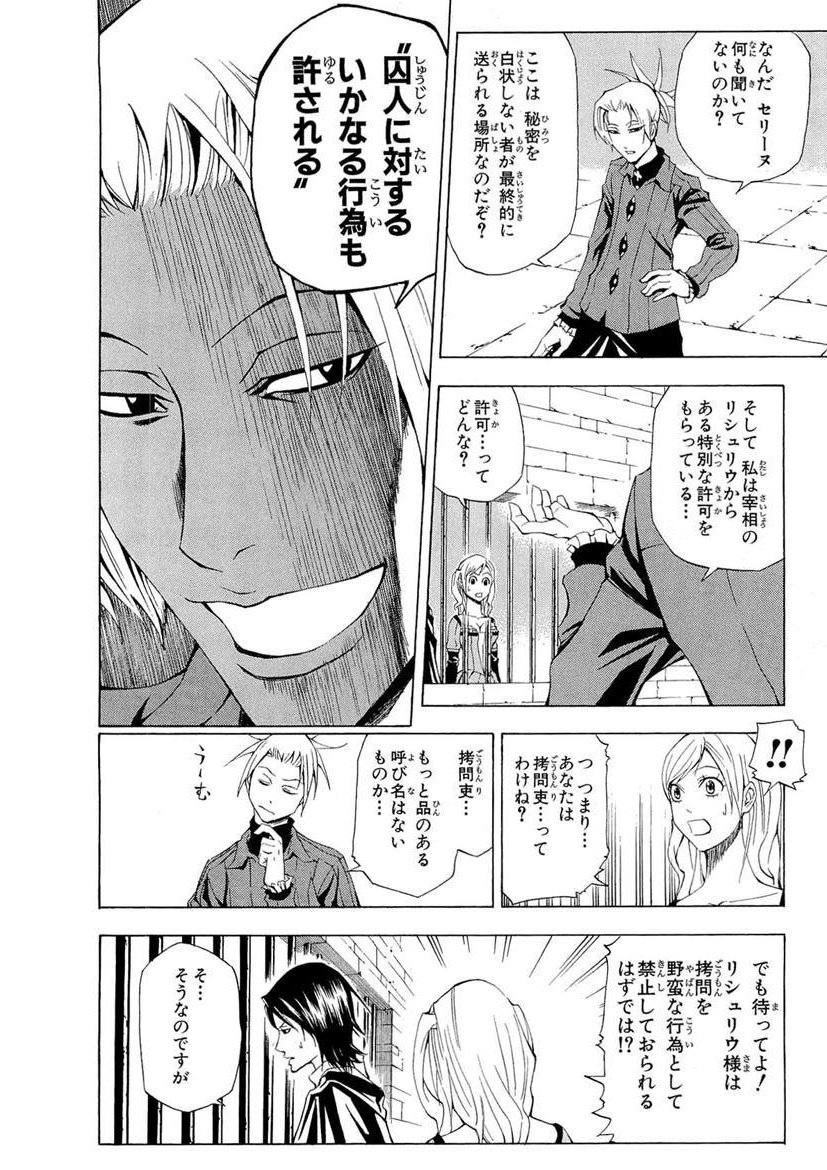 なんだ セリーヌ
何も聞いて
ないのか?
ここは 秘密を
白状しない者が最終的に
送られる場所なのだぞ?
そして 私は宰相の
リシュリウから
ある特別な許可を
もらっている…
許可…って
どんな?
〝囚人に対する
いかなる行為も
許される〟
!!
つ つまり…
あなたは
拷問吏…って
わけね?
拷問吏…
もっと品のある
呼び名はない
ものか…
う〜む
でも待ってよ!
リシュリウ様は
拷問を
野蛮な行為として
禁止しておられる
はずでは!?
そ…
そうなのですが